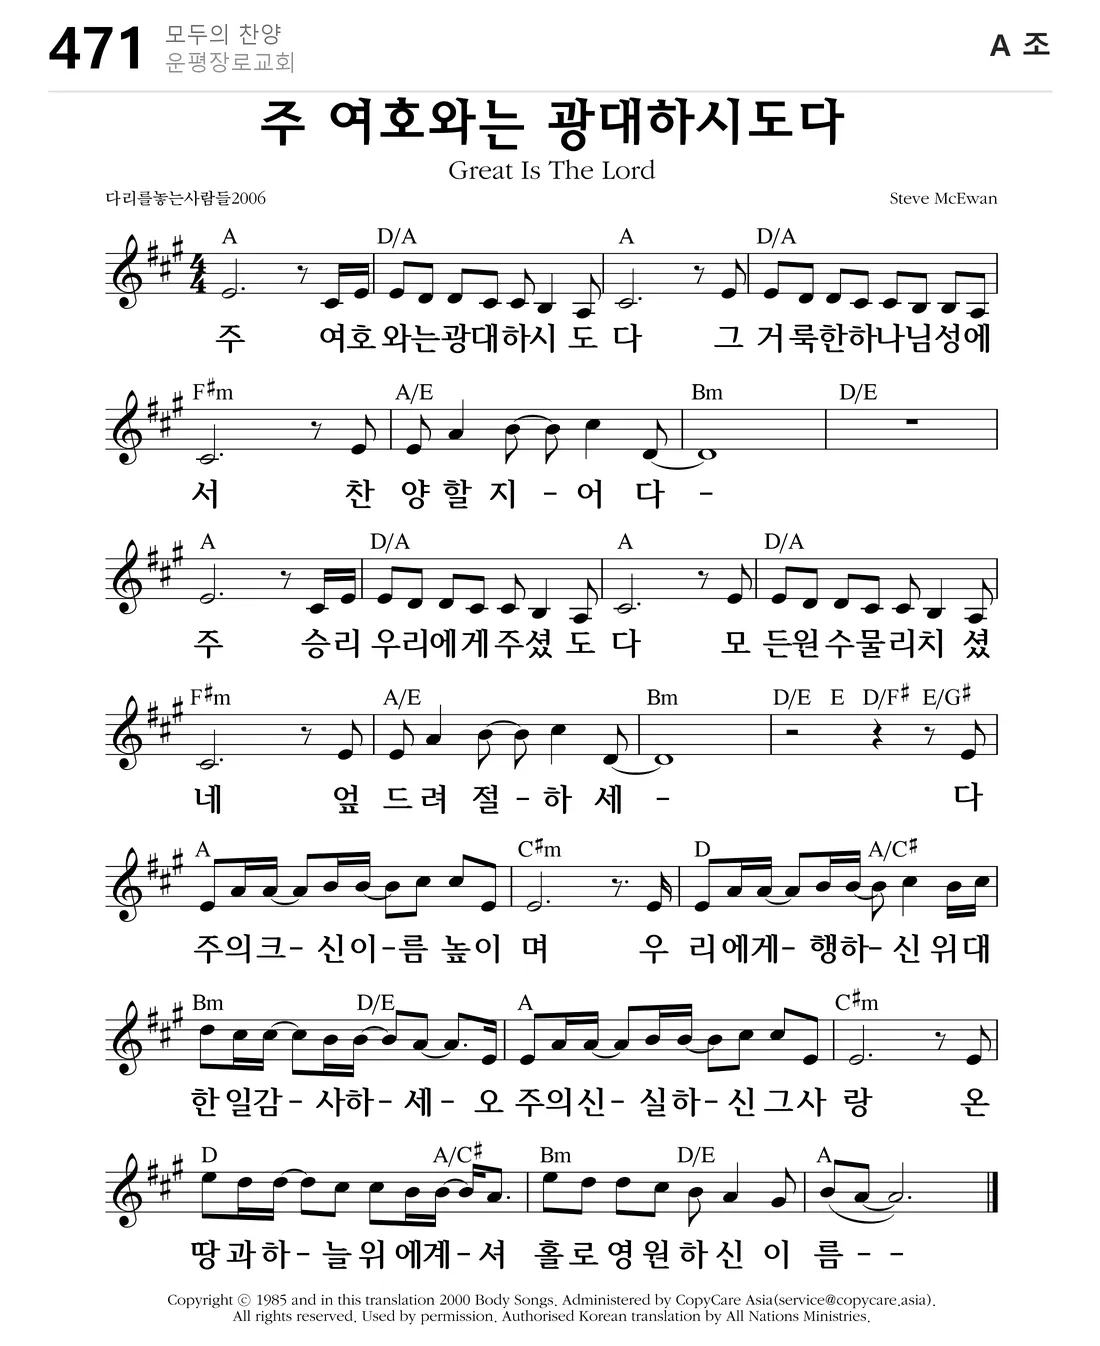 471
모두의 찬양
운평장로교회
A 조
주 여호와는 광대하시도다
Great Is The Lord
다리를놓는사람들2006
Steve McEwan
A D/A A D/A
주 여호와는광대하시 도 다 그 거룩한하나님성에
F#m A/E Bm D/E
서 찬 양 할 지 - 어 다 -
A D/A A D/A
주 승리 우리에게주셨 도 다 모 든원수물리치 셨
F#m A/E Bm D/E E D/F# E/G#
네 엎 드 려 절 - 하 세 - 다
A C#m D A/C#
주의크- 신이-름 높이 며 우 리에게- 행하- 신 위대
Bm D/E A C#m
한 일감- 사하- 세- 오 주의신- 실하- 신 그사 랑 온
D A/C# Bm D/E A
땅 과 하- 늘 위 에계- 셔 홀로 영 원 하 신 이 름 - -
Copyright ⓒ 1985 and in this translation 2000 Body Songs. Administered by CopyCare Asia(service@copycare.asia).
All rights reserved. Used by permission. Authorised Korean translation by All Nations Ministries.